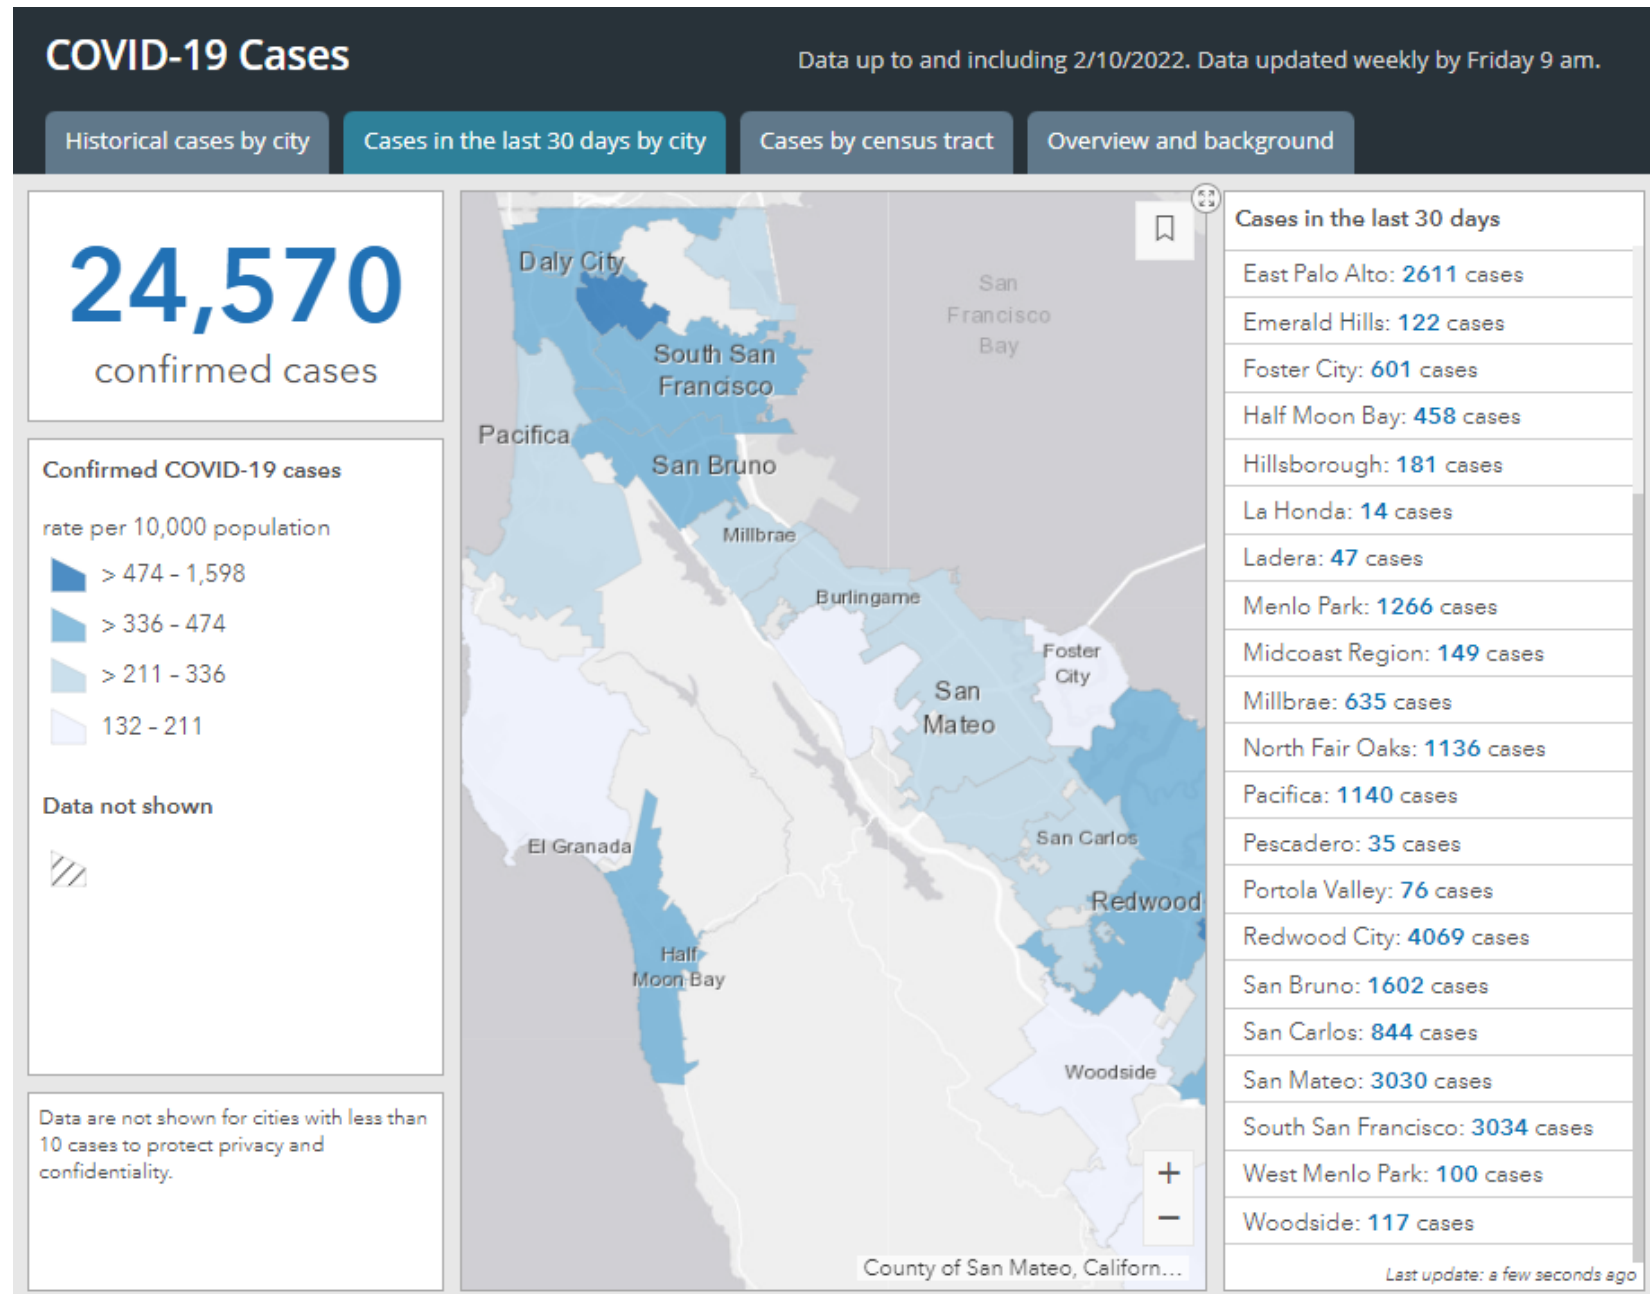 COVID-19 Cases
Data up to and including 2/10/2022. Data updated weekly by Friday 9 am.
Historical cases by city
Cases in the last 30 days by city
Cases by census tract
Overview and background
24,570
confirmed cases
Confirmed COVID-19 cases
rate per 10,000 population
> 474 - 1,598
> 336 - 474
> 211 - 336
132 - 211
Data not shown
Data are not shown for cities with less than
10 cases to protect privacy and
confidentiality.
Daly City
San
Francisco
Bay
South San
Francisco
Pacifica
San Bruno
Millbrae
Burlingame
Foster
City
San
Mateo
San Carlos
El Granada
Redwood
Half
Moon Bay
Woodside
+
−
County of San Mateo, Californ...
Cases in the last 30 days
East Palo Alto: 2611 cases
Emerald Hills: 122 cases
Foster City: 601 cases
Half Moon Bay: 458 cases
Hillsborough: 181 cases
La Honda: 14 cases
Ladera: 47 cases
Menlo Park: 1266 cases
Midcoast Region: 149 cases
Millbrae: 635 cases
North Fair Oaks: 1136 cases
Pacifica: 1140 cases
Pescadero: 35 cases
Portola Valley: 76 cases
Redwood City: 4069 cases
San Bruno: 1602 cases
San Carlos: 844 cases
San Mateo: 3030 cases
South San Francisco: 3034 cases
West Menlo Park: 100 cases
Woodside: 117 cases
Last update: a few seconds ago